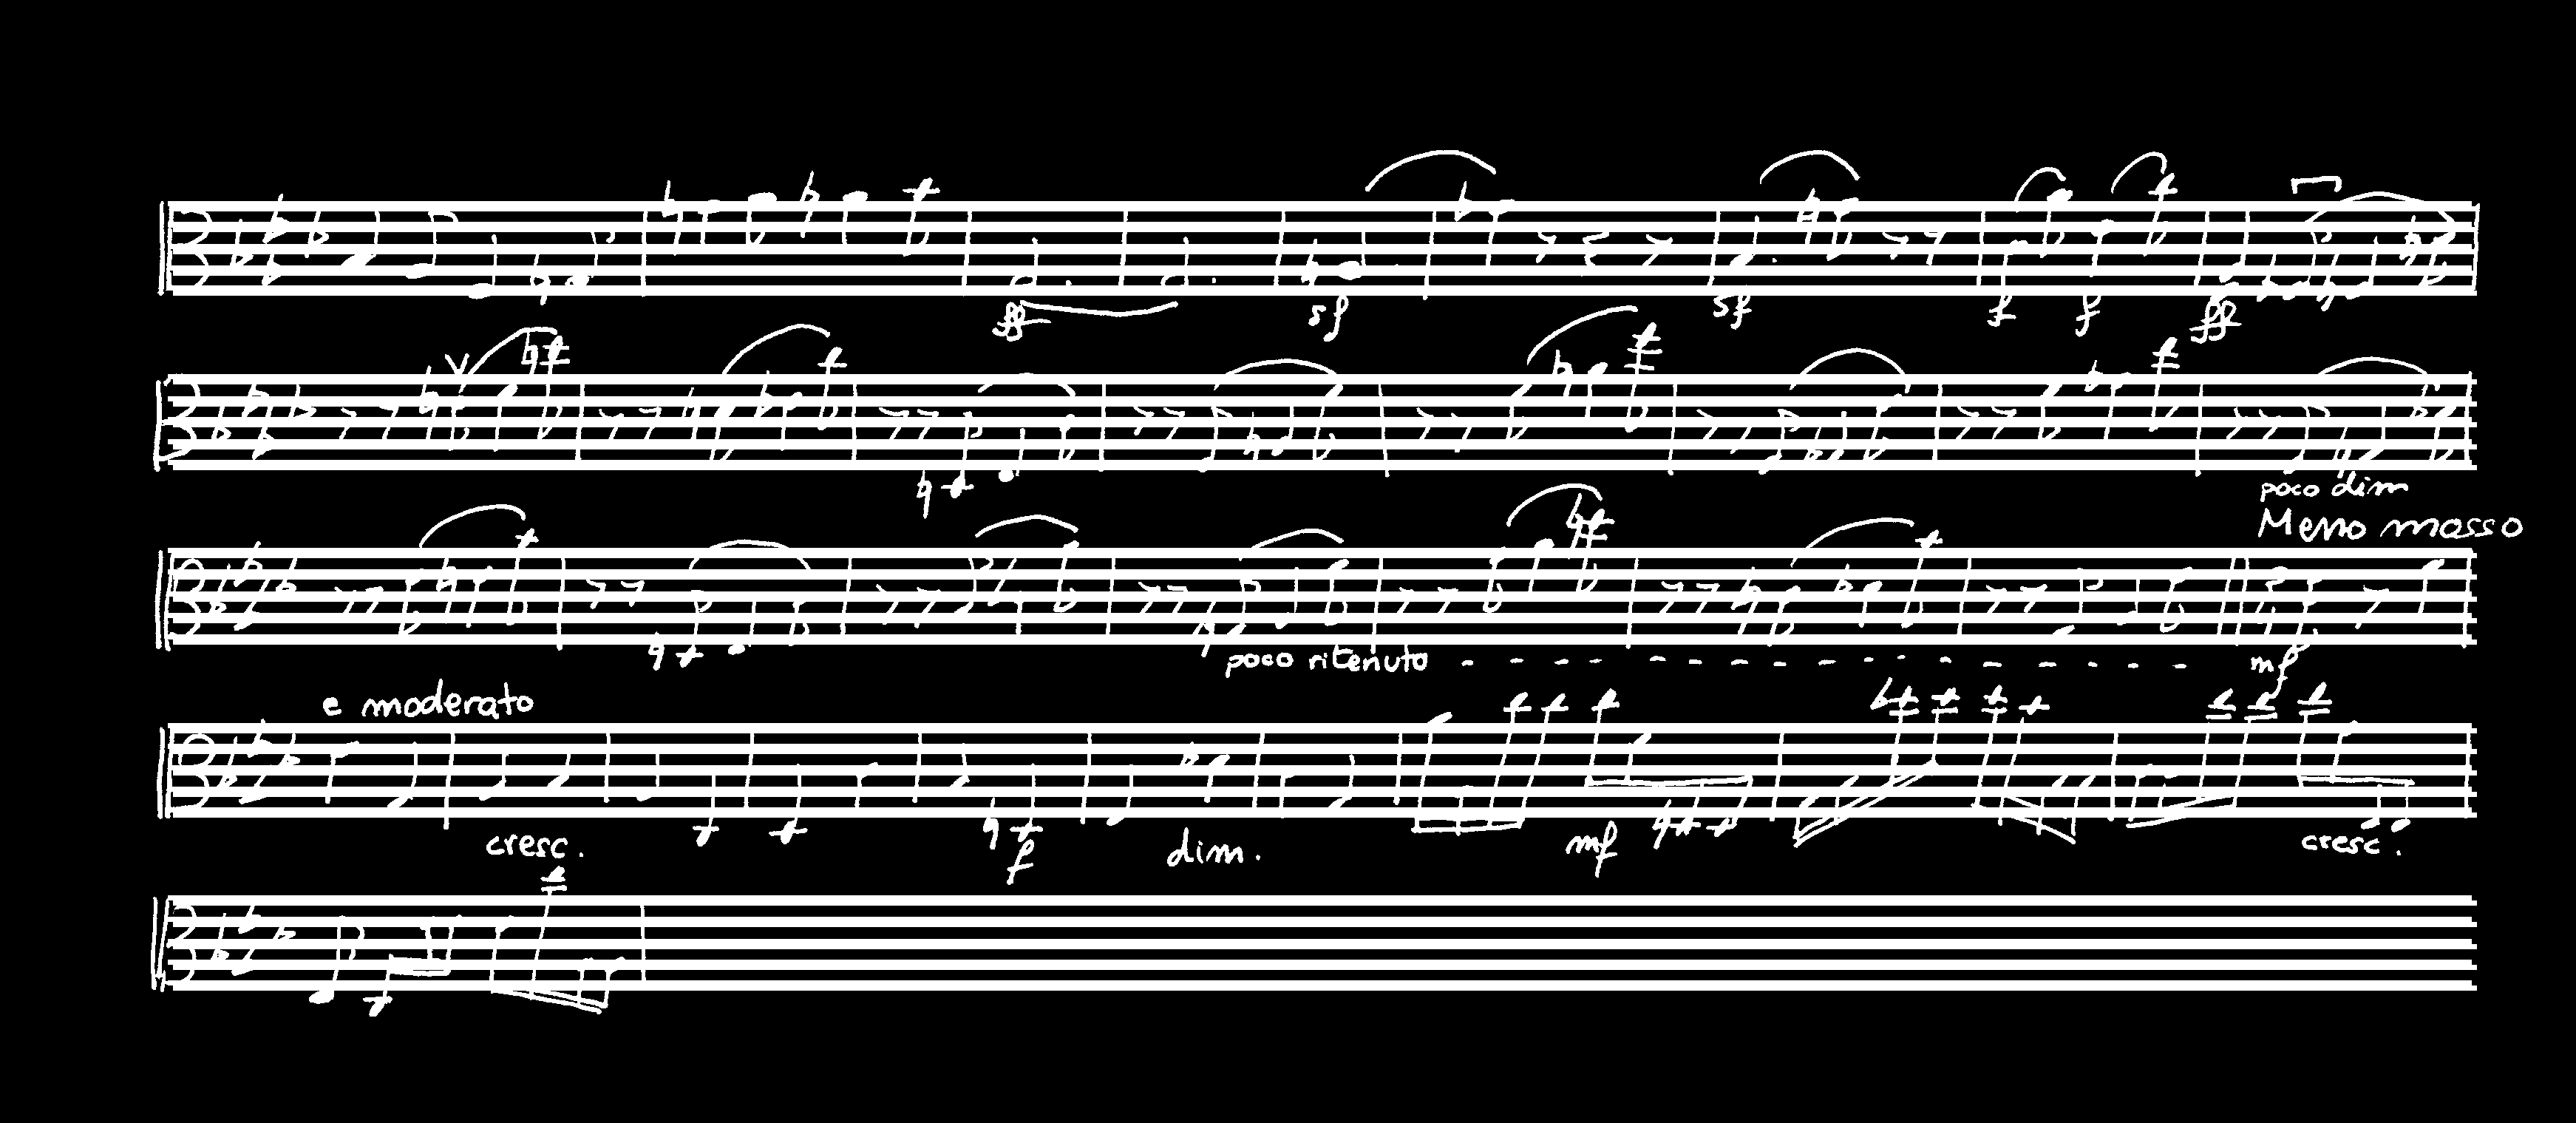 ff sf sf f f ff
poco dim
Meno mosso
poco ritenuto - - - - - - - - - - - - - - - - mf
e moderato
cresc. f dim. mf cresc.